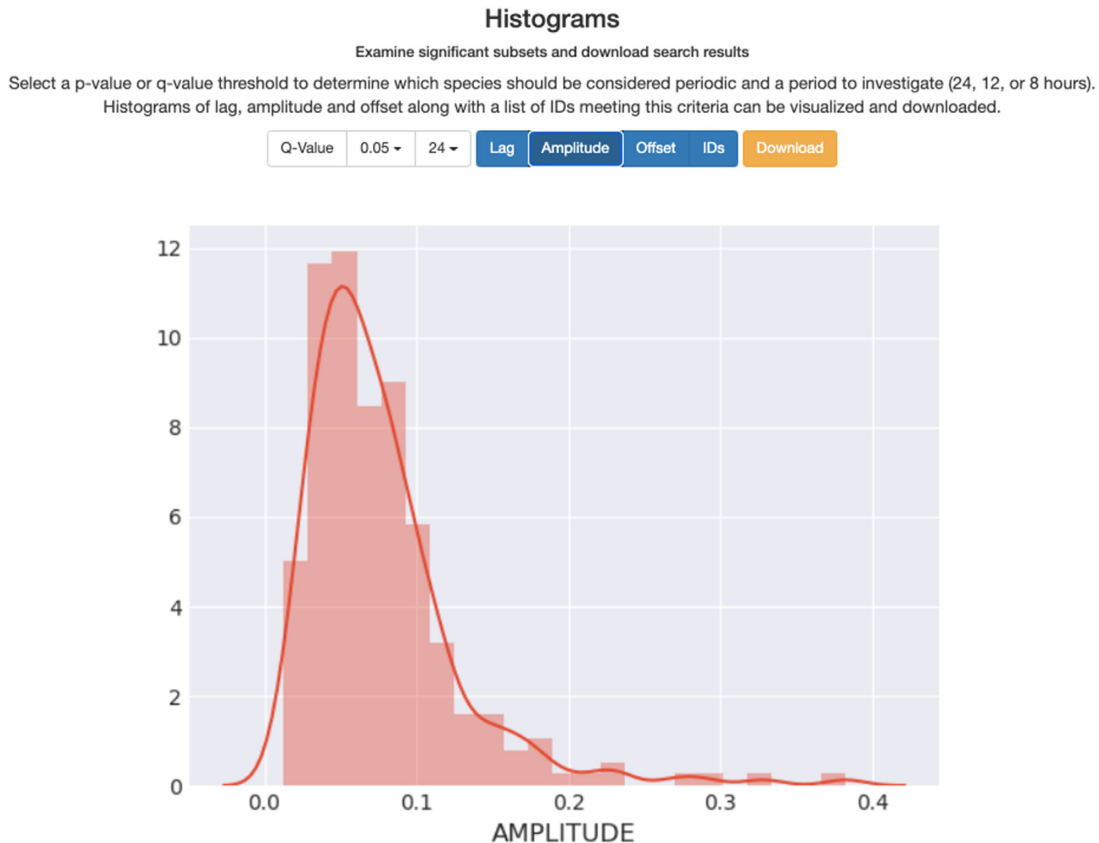 Histograms
Examine significant subsets and download search results
Select a p-value or q-value threshold to determine which species should be considered periodic and a period to investigate (24, 12, or 8 hours).
Histograms of lag, amplitude and offset along with a list of IDs meeting this criteria can be visualized and downloaded.
Q-Value 0.05 24 Lag Amplitude Offset IDs Download
12
10
8
6
4
2
0
0.0 0.1 0.2 0.3 0.4
AMPLITUDE